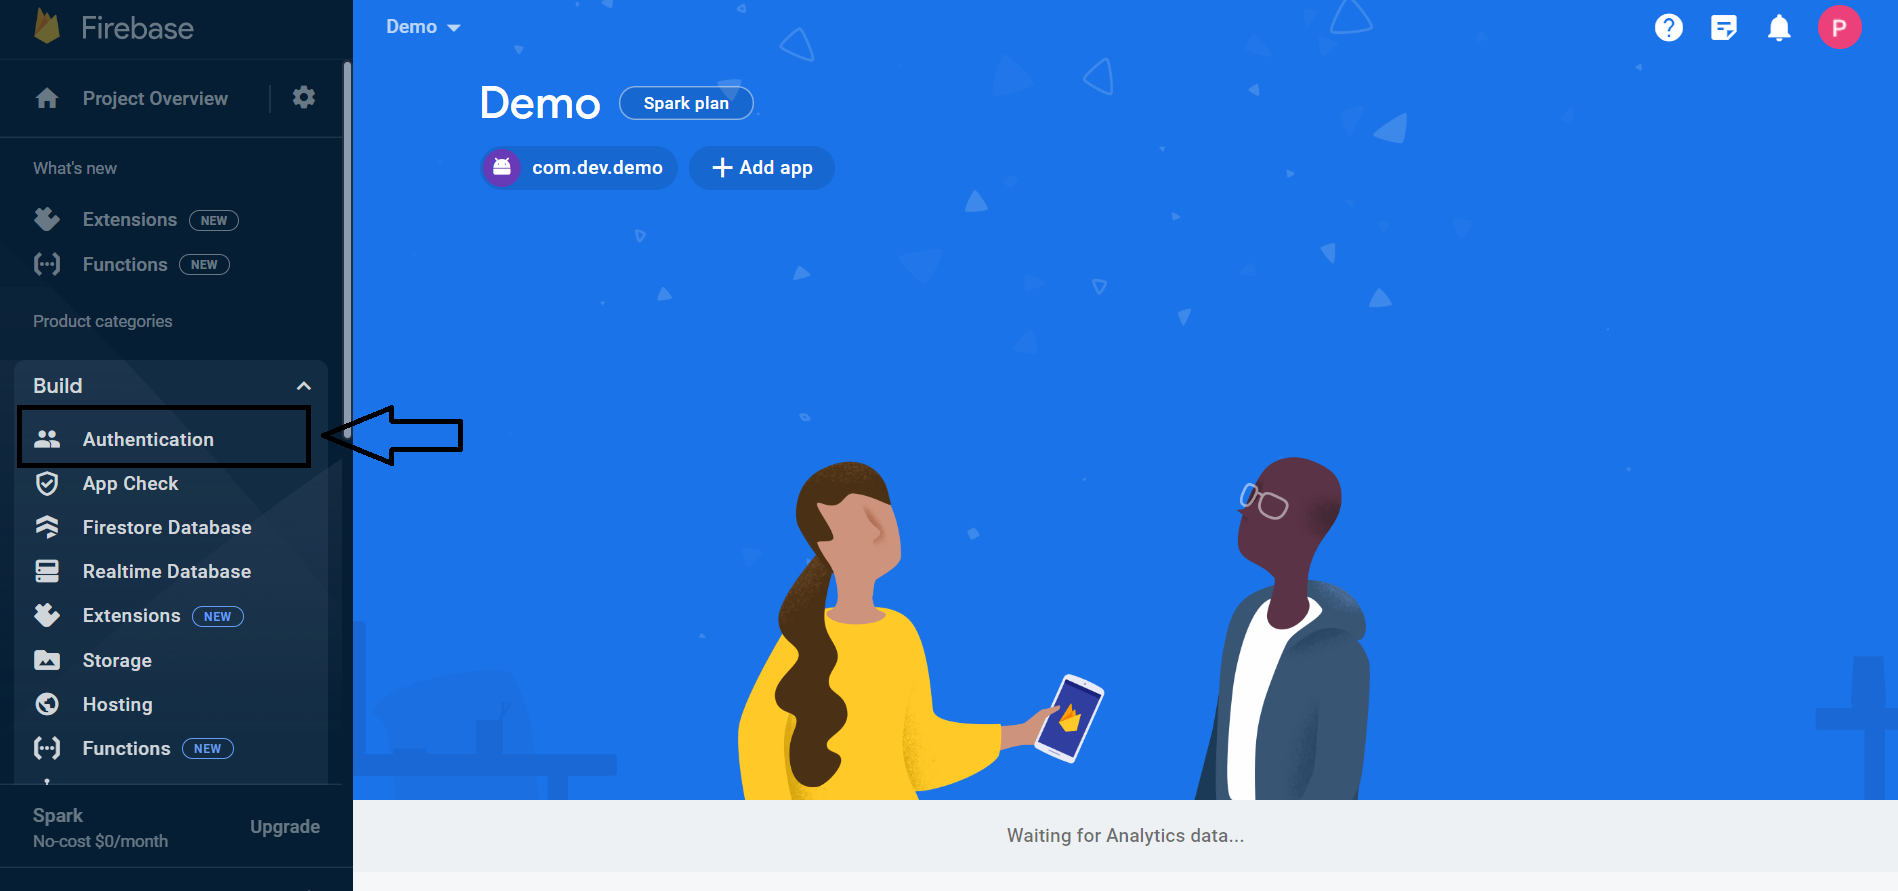 Firebase
Project Overview
What's new
Extensions NEW
Functions NEW
Product categories
Build
Authentication
App Check
Firestore Database
Realtime Database
Extensions NEW
Storage
Hosting
Functions NEW
Spark
No-cost $0/month
Upgrade
Demo
P
Demo
Spark plan
com.dev.demo
Add app
Waiting for Analytics data...